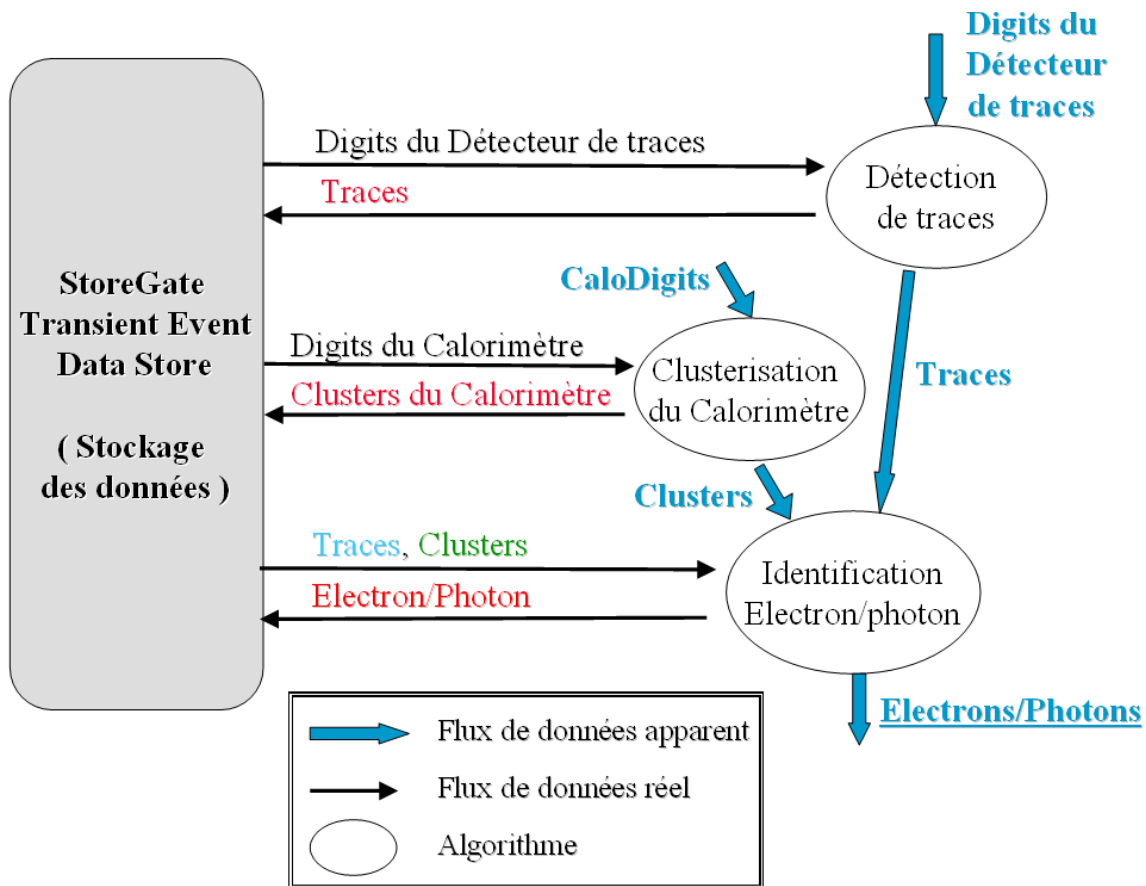 Digits du
Détecteur
de traces
Digits du Détecteur de traces
Traces
Détection
de traces
StoreGate
Transient Event
Data Store
( Stockage
des données )
CaloDigits
Digits du Calorimètre
Clusters du Calorimètre
Clusterisation
du Calorimètre
Traces
Clusters
Traces, Clusters
Electron/Photon
Identification
Electron/photon
Electrons/Photons
Flux de données apparent
Flux de données réel
Algorithme